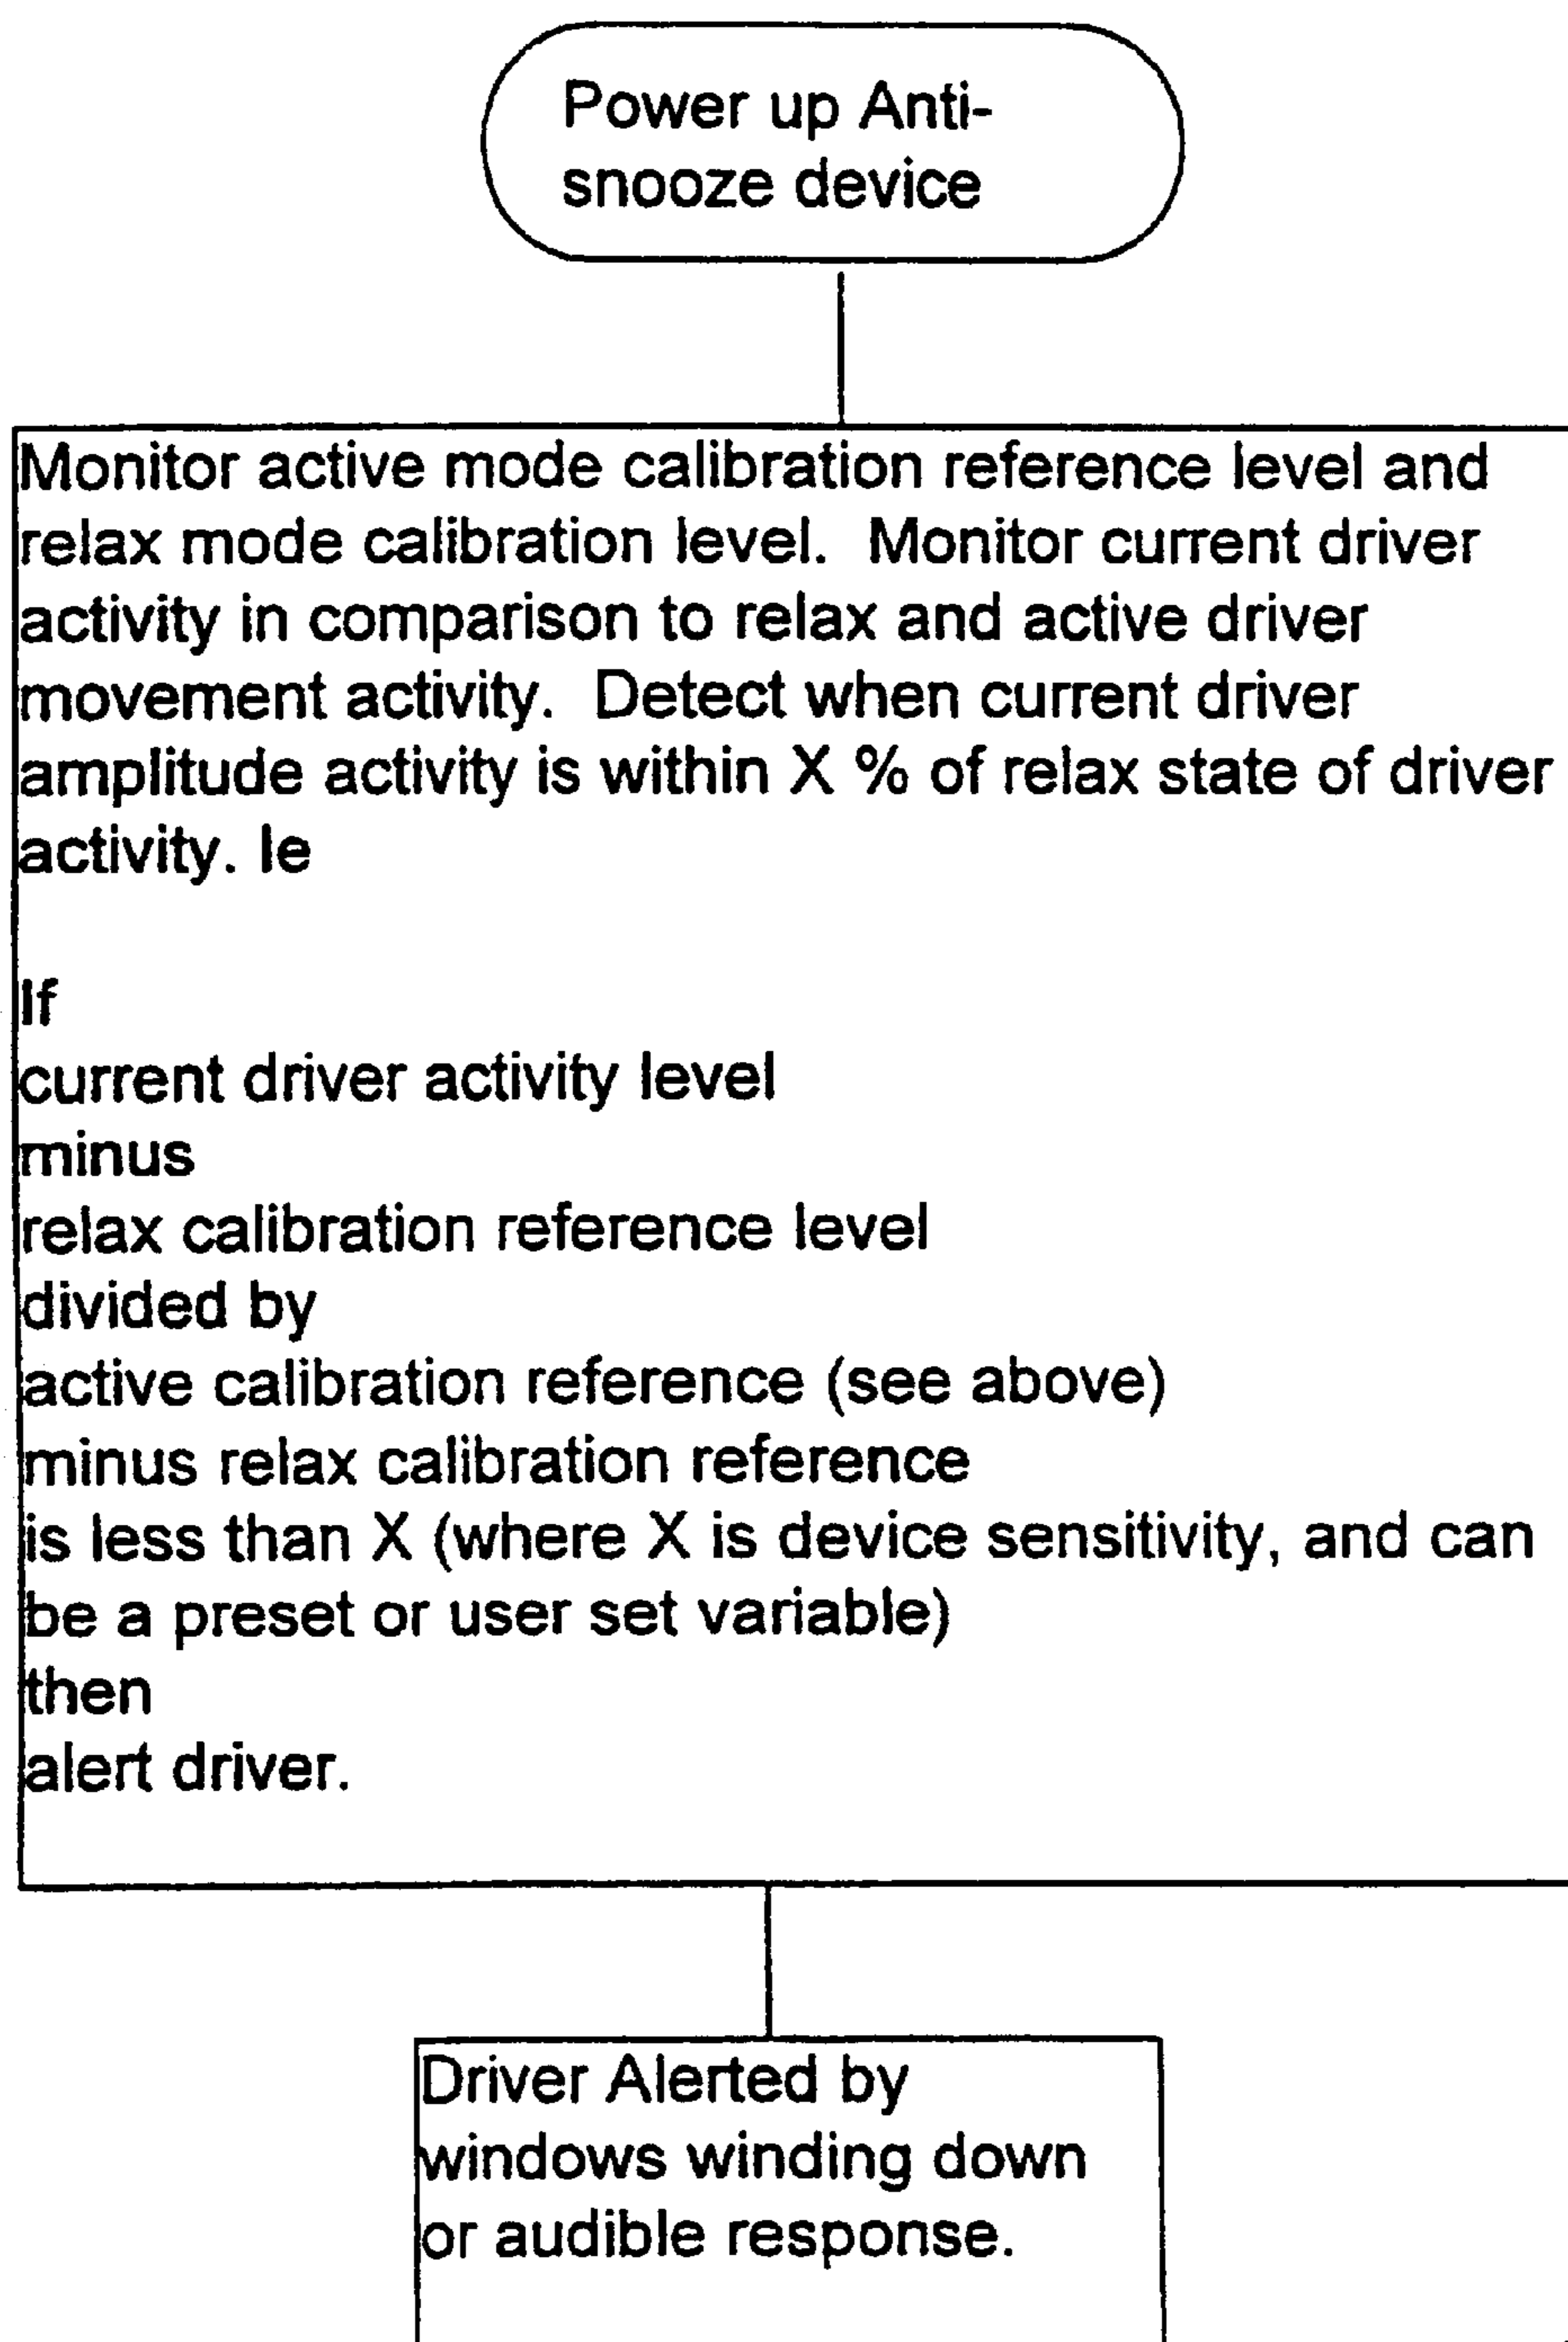 Power up Anti-
snooze device
Monitor active mode calibration reference level and
relax mode calibration level.  Monitor current driver
activity in comparison to relax and active driver
movement activity.  Detect when current driver
amplitude activity is within X % of relax state of driver
activity. Ie
If
current driver activity level
minus
relax calibration reference level
divided by
active calibration reference (see above)
minus relax calibration reference
is less than X (where X is device sensitivity, and can
be a preset or user set variable)
then
alert driver.
Driver Alerted by
windows winding down
or audible response.